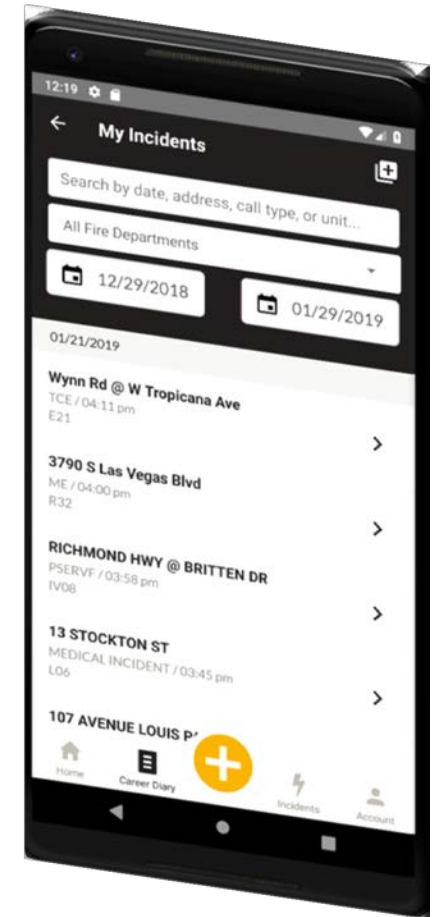 12:19
My Incidents
Search by date, address, call type, or unit...
All Fire Departments
12/29/2018
01/29/2019
01/21/2019
Wynn Rd @ W Tropicana Ave
TCE / 04:11 pm
E21
3790 S Las Vegas Blvd
ME / 04:00 pm
R32
RICHMOND HWY @ BRITTEN DR
PSERVF / 03:58 pm
IV08
13 STOCKTON ST
MEDICAL INCIDENT / 03:45 pm
L06
107 AVENUE LOUIS
Home
Career Diary
Incidents
Account